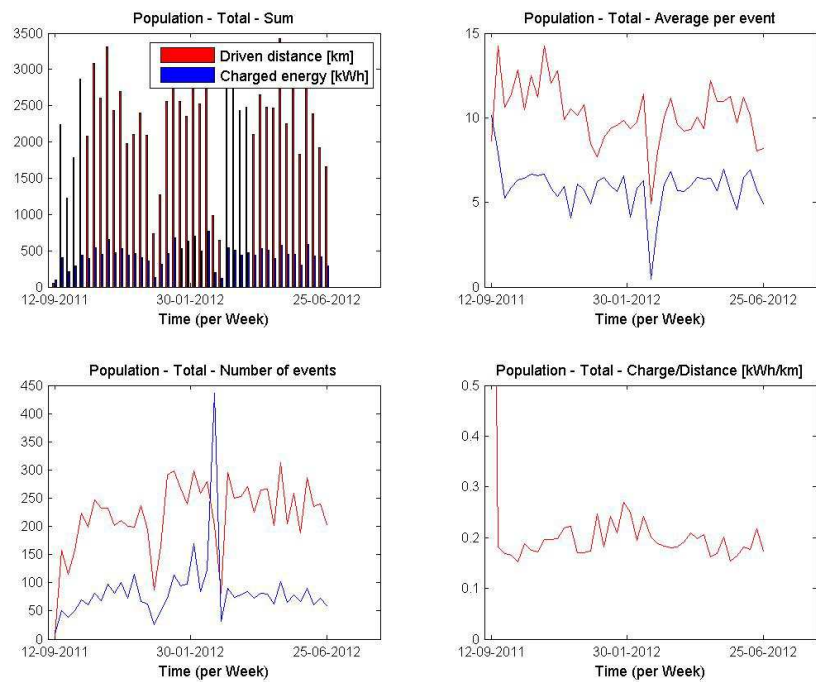 Population - Total - Sum
3500
3000
2500
2000
1500
1000
500
0
Driven distance [km]
Charged energy [kWh]
12-09-2011 30-01-2012 25-06-2012
Time (per Week)
Population - Total - Average per event
15
10
5
0
12-09-2011 30-01-2012 25-06-2012
Time (per Week)
Population - Total - Number of events
450
400
350
300
250
200
150
100
50
0
12-09-2011 30-01-2012 25-06-2012
Time (per Week)
Population - Total - Charge/Distance [kWh/km]
0.5
0.4
0.3
0.2
0.1
0
12-09-2011 30-01-2012 25-06-2012
Time (per Week)